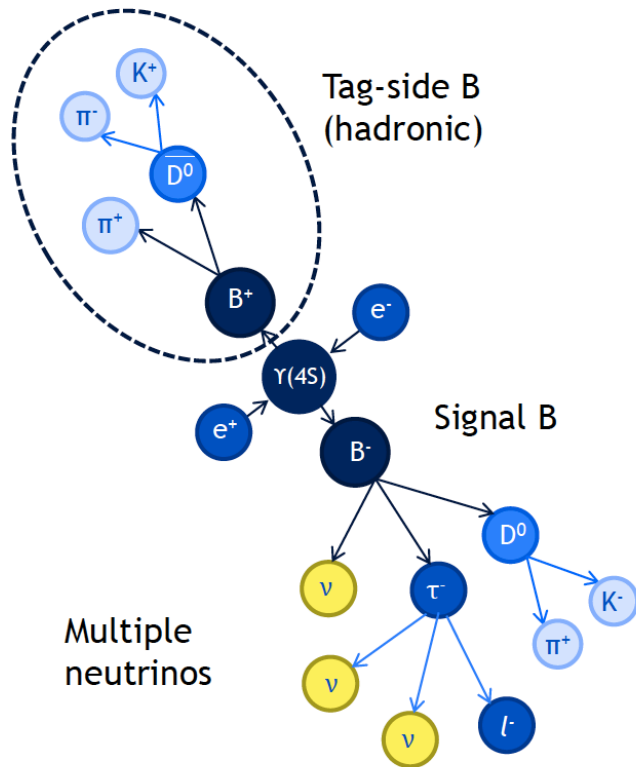 K⁺
Tag-side B
(hadronic)
π⁻
D̅⁰
π⁺
B⁺
e⁻
ϒ(4S)
e⁺
Signal B
B⁻
D⁰
ν
τ⁻
K⁻
π⁺
Multiple
neutrinos
ν
ν
l⁻